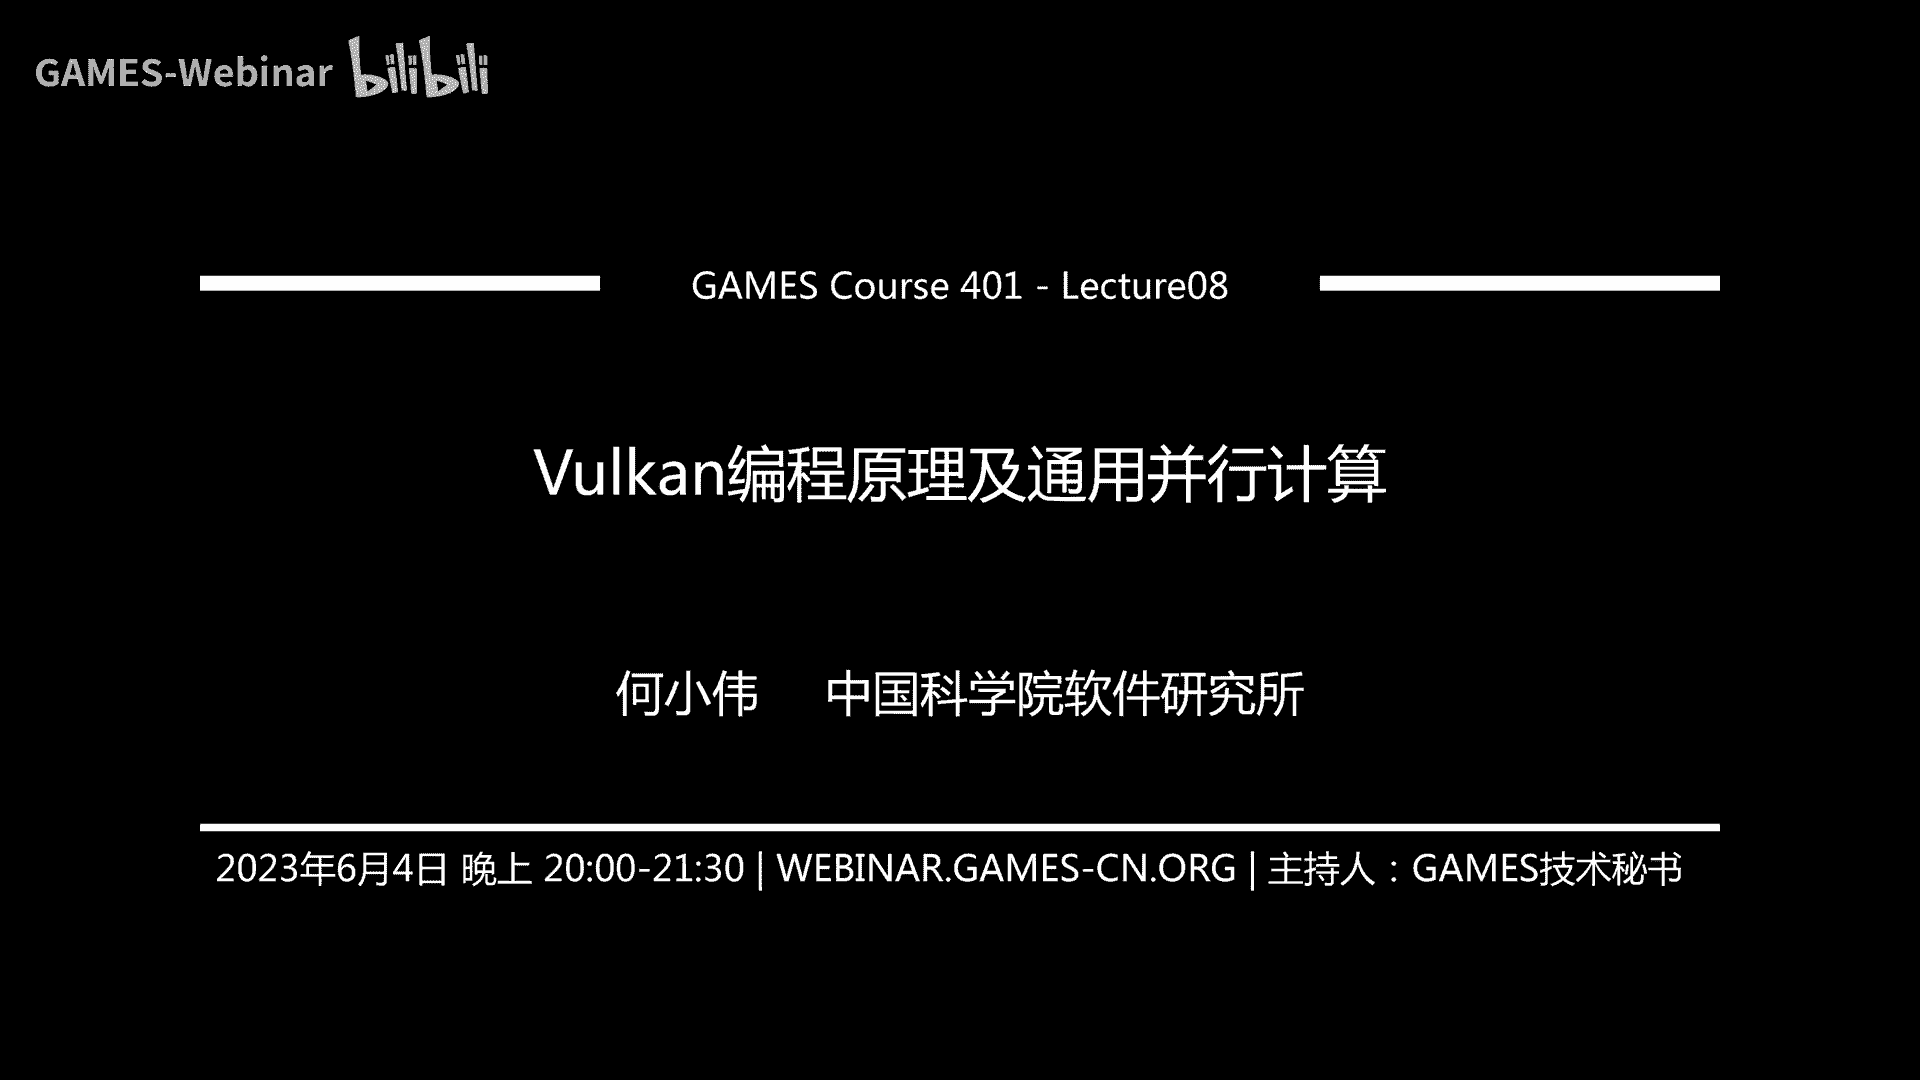 GAMES-Webinar bilibili
GAMES Course 401 - Lecture08
Vulkan编程原理及通用并行计算
何小伟 中国科学院软件研究所
2023年6月4日 晚上 20:00-21:30 | WEBINAR.GAMES-CN.ORG | 主持人：GAMES技术秘书